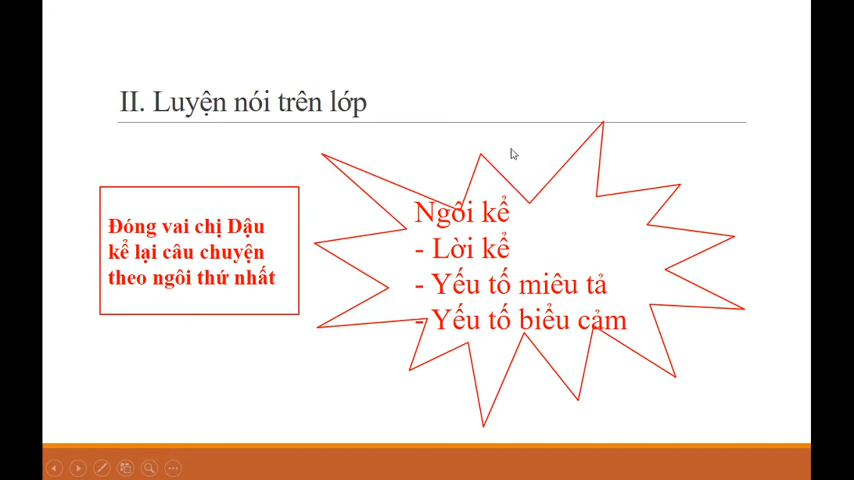 II. Luyện nói trên lớp
Đóng vai chị Dậu
kể lại câu chuyện
theo ngôi thứ nhất
Ngôi kể
- Lời kể
- Yếu tố miêu tả
- Yếu tố biểu cảm